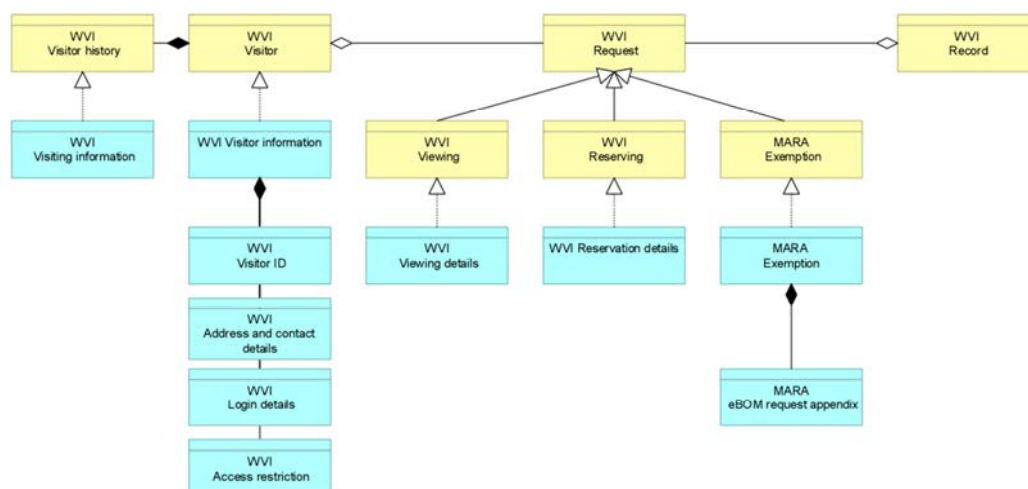 WVI
Visitor history
WVI
Visitor
WVI
Request
WVI
Record
WVI
Visiting information
WVI Visitor information
WVI
Viewing
WVI
Reserving
MARA
Exemption
WVI
Visitor ID
WVI
Viewing details
WVI Reservation details
MARA
Exemption
WVI
Address and contact
details
WVI
Login details
MARA
eBOM request appendix
WVI
Access restriction